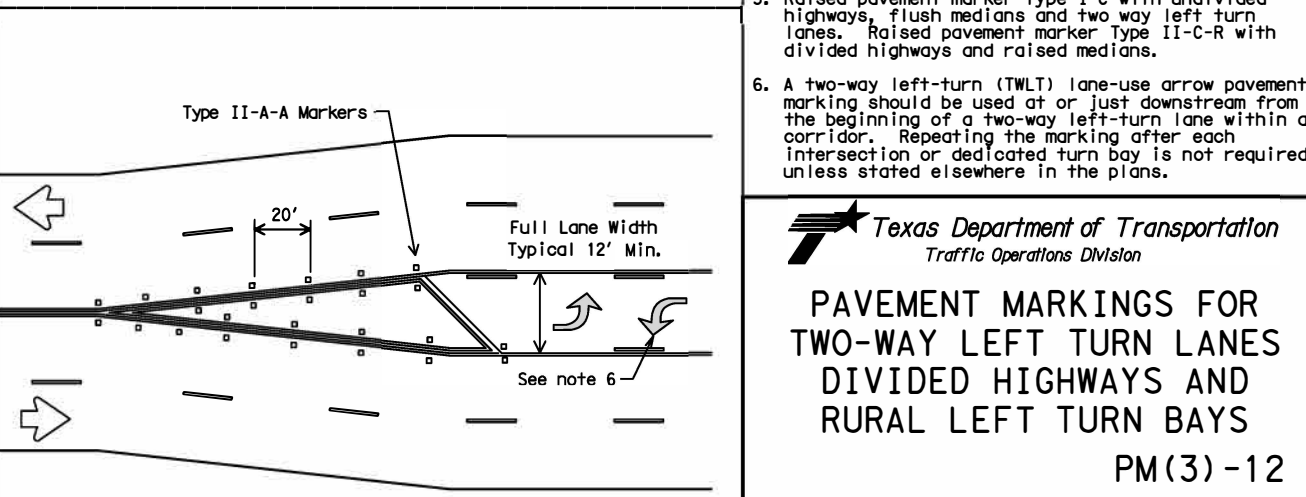 Type II-A-A Markers
20'
Full Lane Width
Typical 12' Min.
See note 6
highways, flush medians and two way left turn
lanes. Raised pavement marker Type II-C-R with
divided highways and raised medians.
6. A two-way left-turn (TWLT) lane-use arrow pavement
marking should be used at or just downstream from
the beginning of a two-way left-turn lane within a
corridor. Repeating the marking after each
intersection or dedicated turn bay is not required
unless stated elsewhere in the plans.
Texas Department of Transportation
Traffic Operations Division
PAVEMENT MARKINGS FOR
TWO-WAY LEFT TURN LANES
DIVIDED HIGHWAYS AND
RURAL LEFT TURN BAYS
PM(3)-12